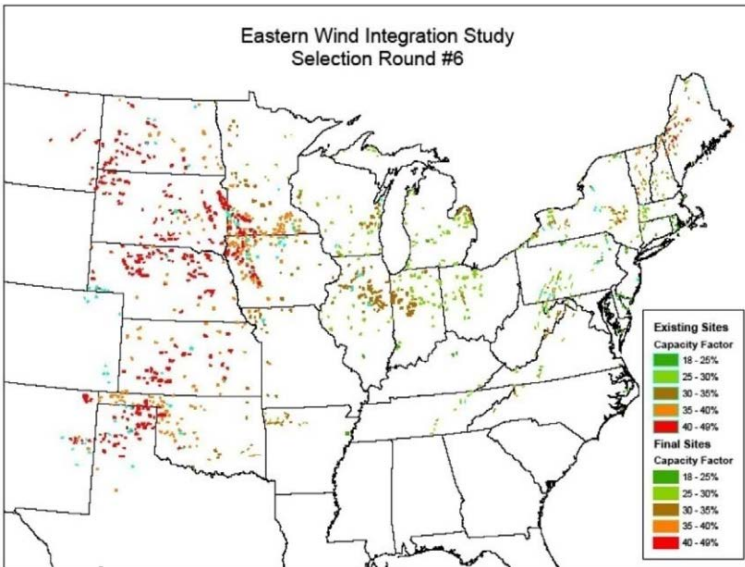 Eastern Wind Integration Study
Selection Round #6
Existing Sites
Capacity Factor
18 - 25%
25 - 30%
30 - 35%
35 - 40%
40 - 49%
Final Sites
Capacity Factor
18 - 25%
25 - 30%
30 - 35%
35 - 40%
40 - 49%